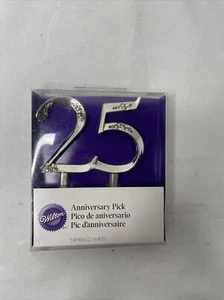 25
Wilton
Anniversary Pick
Pico de aniversario
Pic d'anniversaire